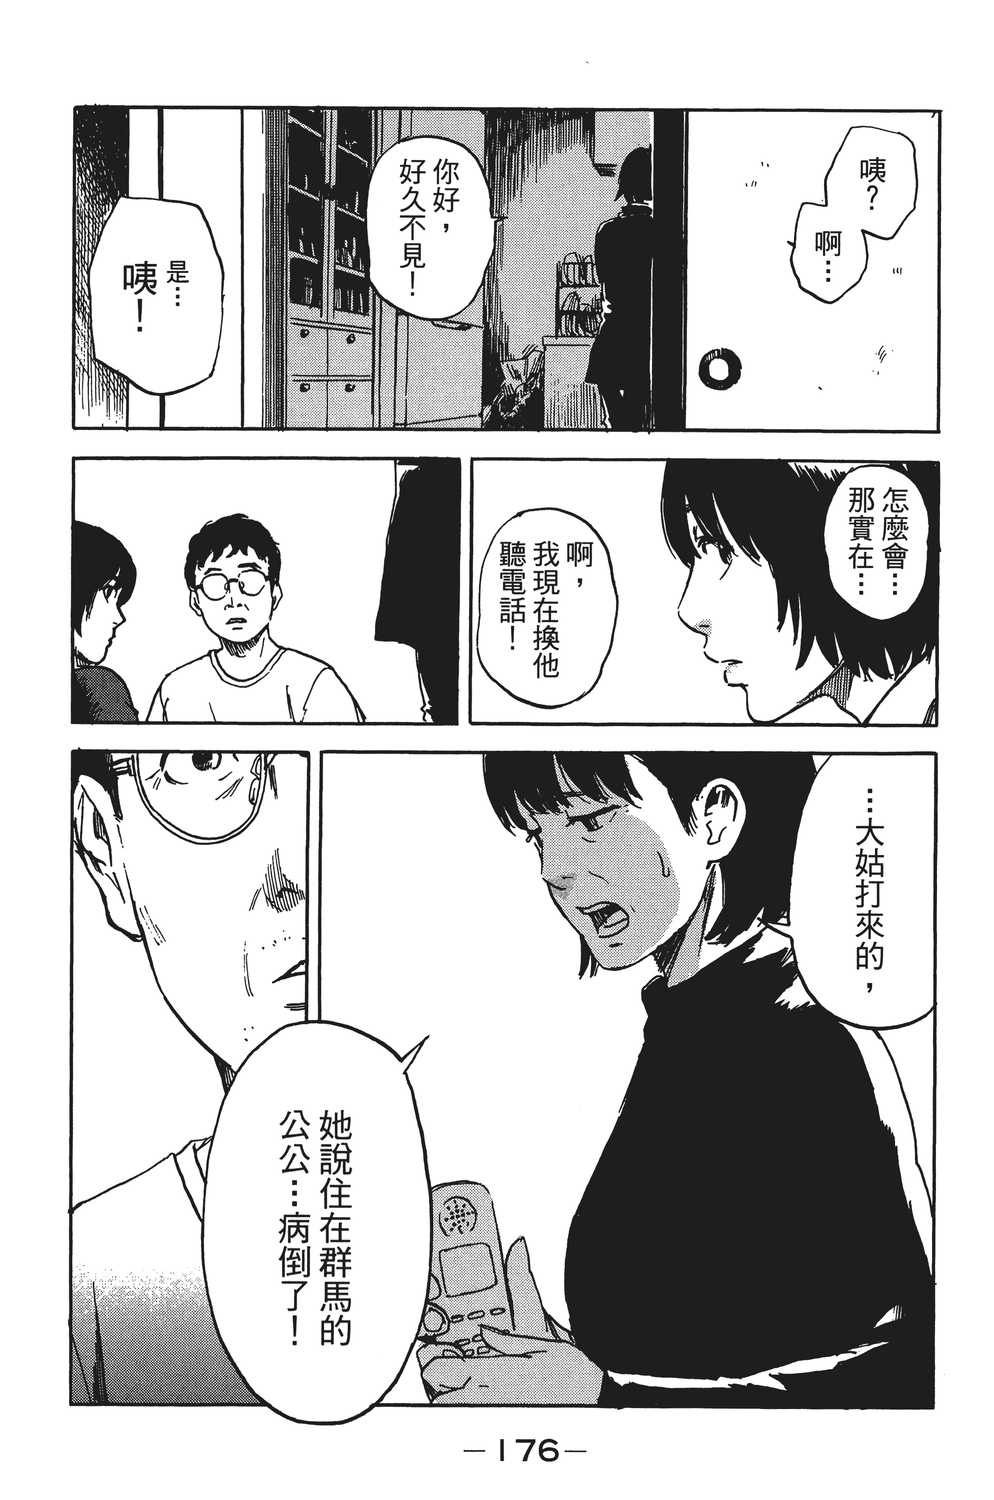 咦?
啊…
你好，
好久不見！
是…
咦！
怎麼會…
那實在…
啊，
我現在換他
聽電話！
…大姑打來的，
她說住在群馬的
公公…病倒了！
—176—